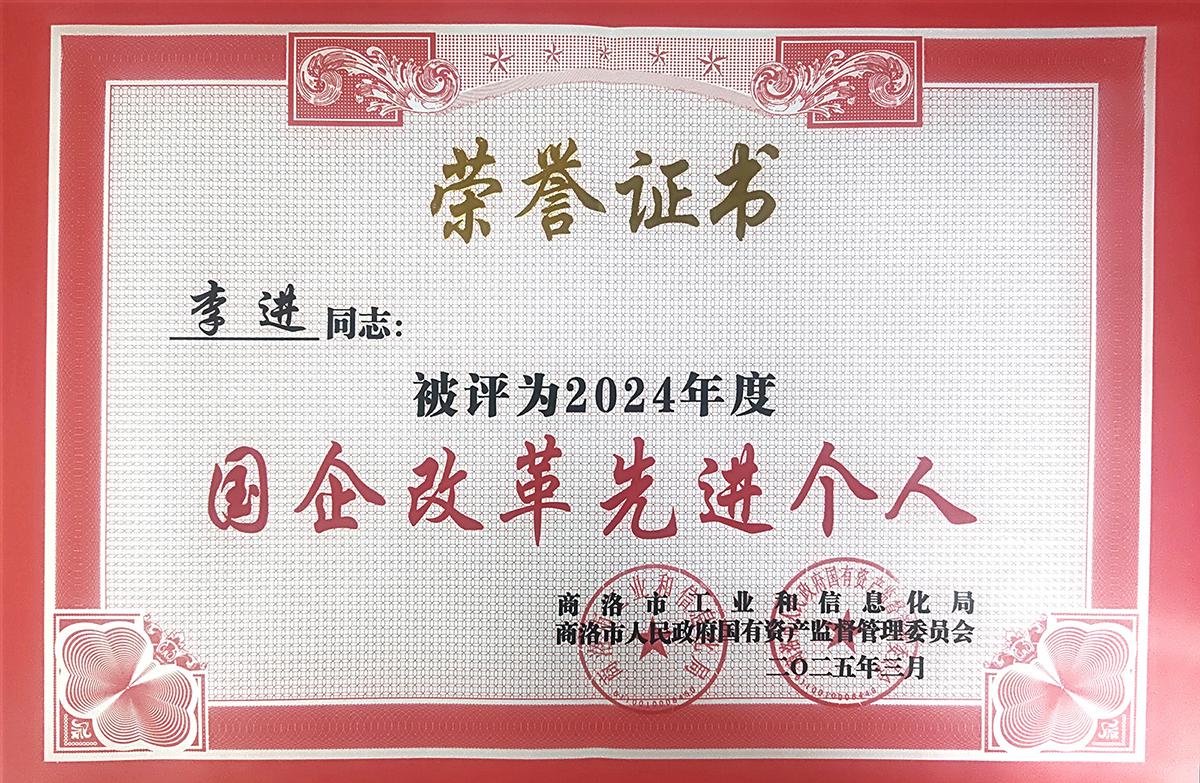 荣誉证书
李进同志：
被评为2024年度
国企改革先进个人
商洛市工业和信息化局
商洛市人民政府国有资产监督管理委员会
二〇二五年三月